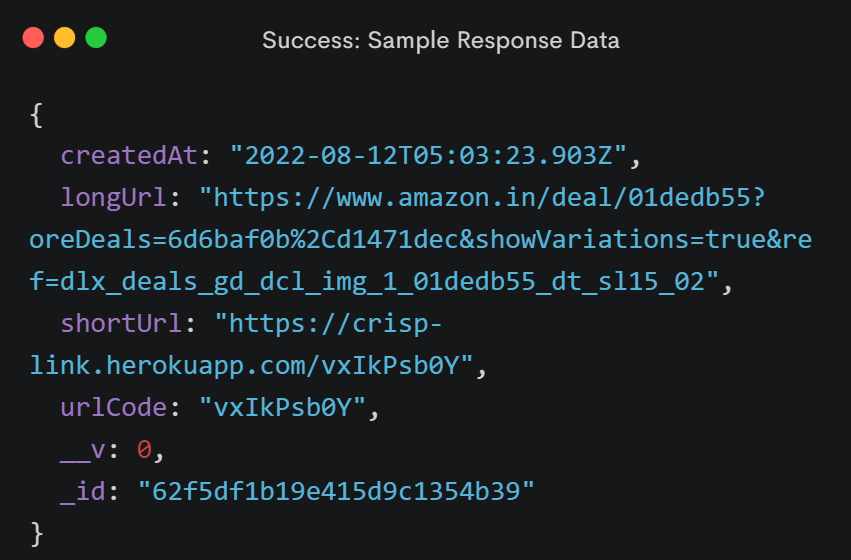 Success: Sample Response Data
{
createdAt: "2022-08-12T05:03:23.903Z",
longUrl: "https://www.amazon.in/deal/01dedb55?
oreDeals=6d6baf0b%2Cd1471dec&showVariations=true&re
f=dlx_deals_gd_dcl_img_1_01dedb55_dt_sl15_02",
shortUrl: "https://crisp-
link.herokuapp.com/vxIkPsb0Y",
urlCode: "vxIkPsb0Y",
__v: 0,
_id: "62f5df1b19e415d9c1354b39"
}